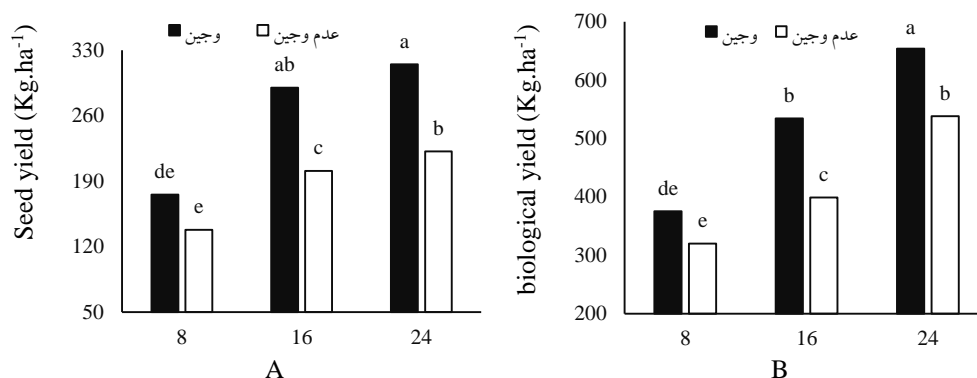 Seed yield (Kg.ha⁻¹)
وجین
عدم وجین
330
260
190
120
50
de
e
ab
c
a
b
8
16
24
A
biological yield (Kg.ha⁻¹)
وجین
عدم وجین
700
600
500
400
300
200
de
e
b
c
a
b
8
16
24
B